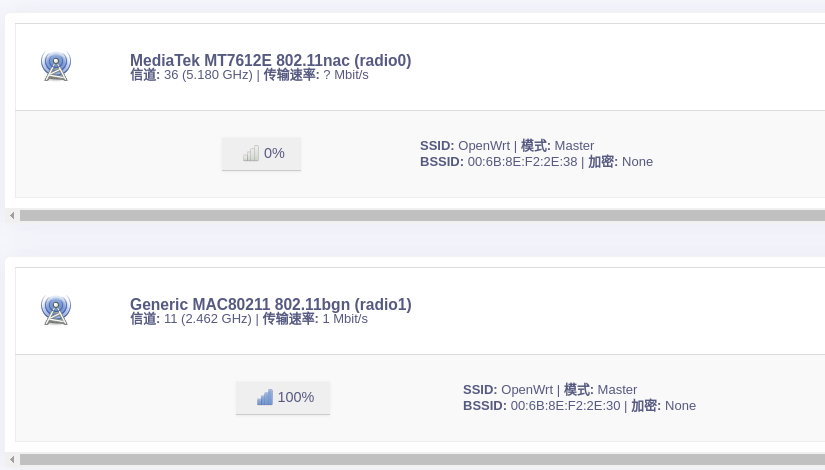 MediaTek MT7612E 802.11nac (radio0)
信道: 36 (5.180 GHz) | 传输速率: ? Mbit/s
0%
SSID: OpenWrt | 模式: Master
BSSID: 00:6B:8E:F2:2E:38 | 加密: None
Generic MAC80211 802.11bgn (radio1)
信道: 11 (2.462 GHz) | 传输速率: 1 Mbit/s
100%
SSID: OpenWrt | 模式: Master
BSSID: 00:6B:8E:F2:2E:30 | 加密: None